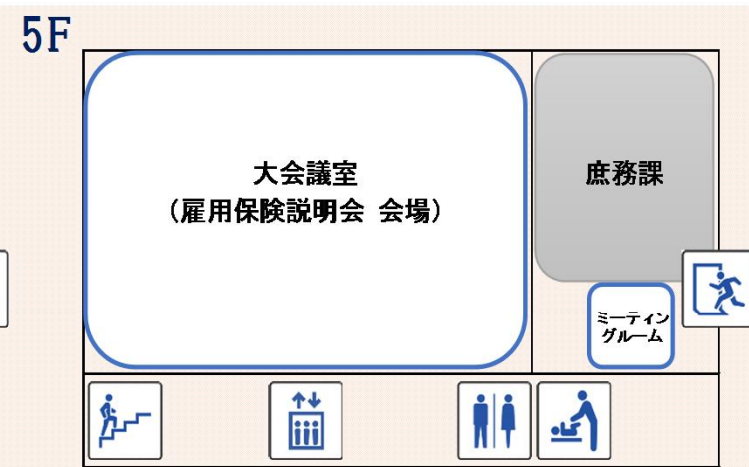 5F
大会議室
(雇用保険説明会 会場)
庶務課
ミーティン
グルーム